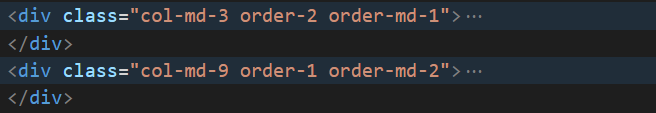 <div class="col-md-3 order-2 order-md-1">⋯
</div>
<div class="col-md-9 order-1 order-md-2">⋯
</div>